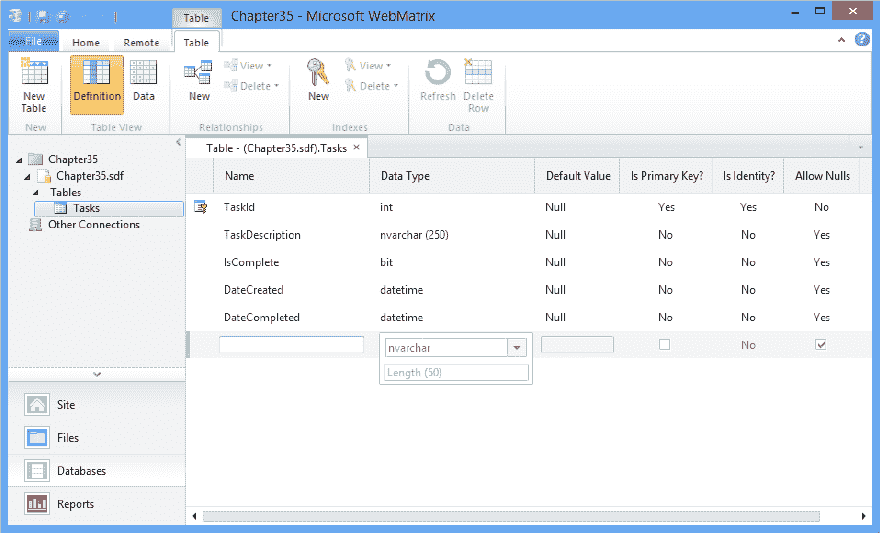 Table
Chapter35 - Microsoft WebMatrix
File Home Remote Table
New Table
Definition
Data
New
View
Delete
New
View
Delete
Refresh
Delete Row
New Table View Relationships Indexes Data
Table - (Chapter35.sdf).Tasks
Chapter35
Chapter35.sdf
Tables
Tasks
Other Connections
Name Data Type Default Value Is Primary Key? Is Identity? Allow Nulls
TaskId int Null Yes Yes No
TaskDescription nvarchar (250) Null No No Yes
IsComplete bit Null No No Yes
DateCreated datetime Null No No Yes
DateCompleted datetime Null No No Yes
nvarchar No
Length (50)
Site
Files
Databases
Reports